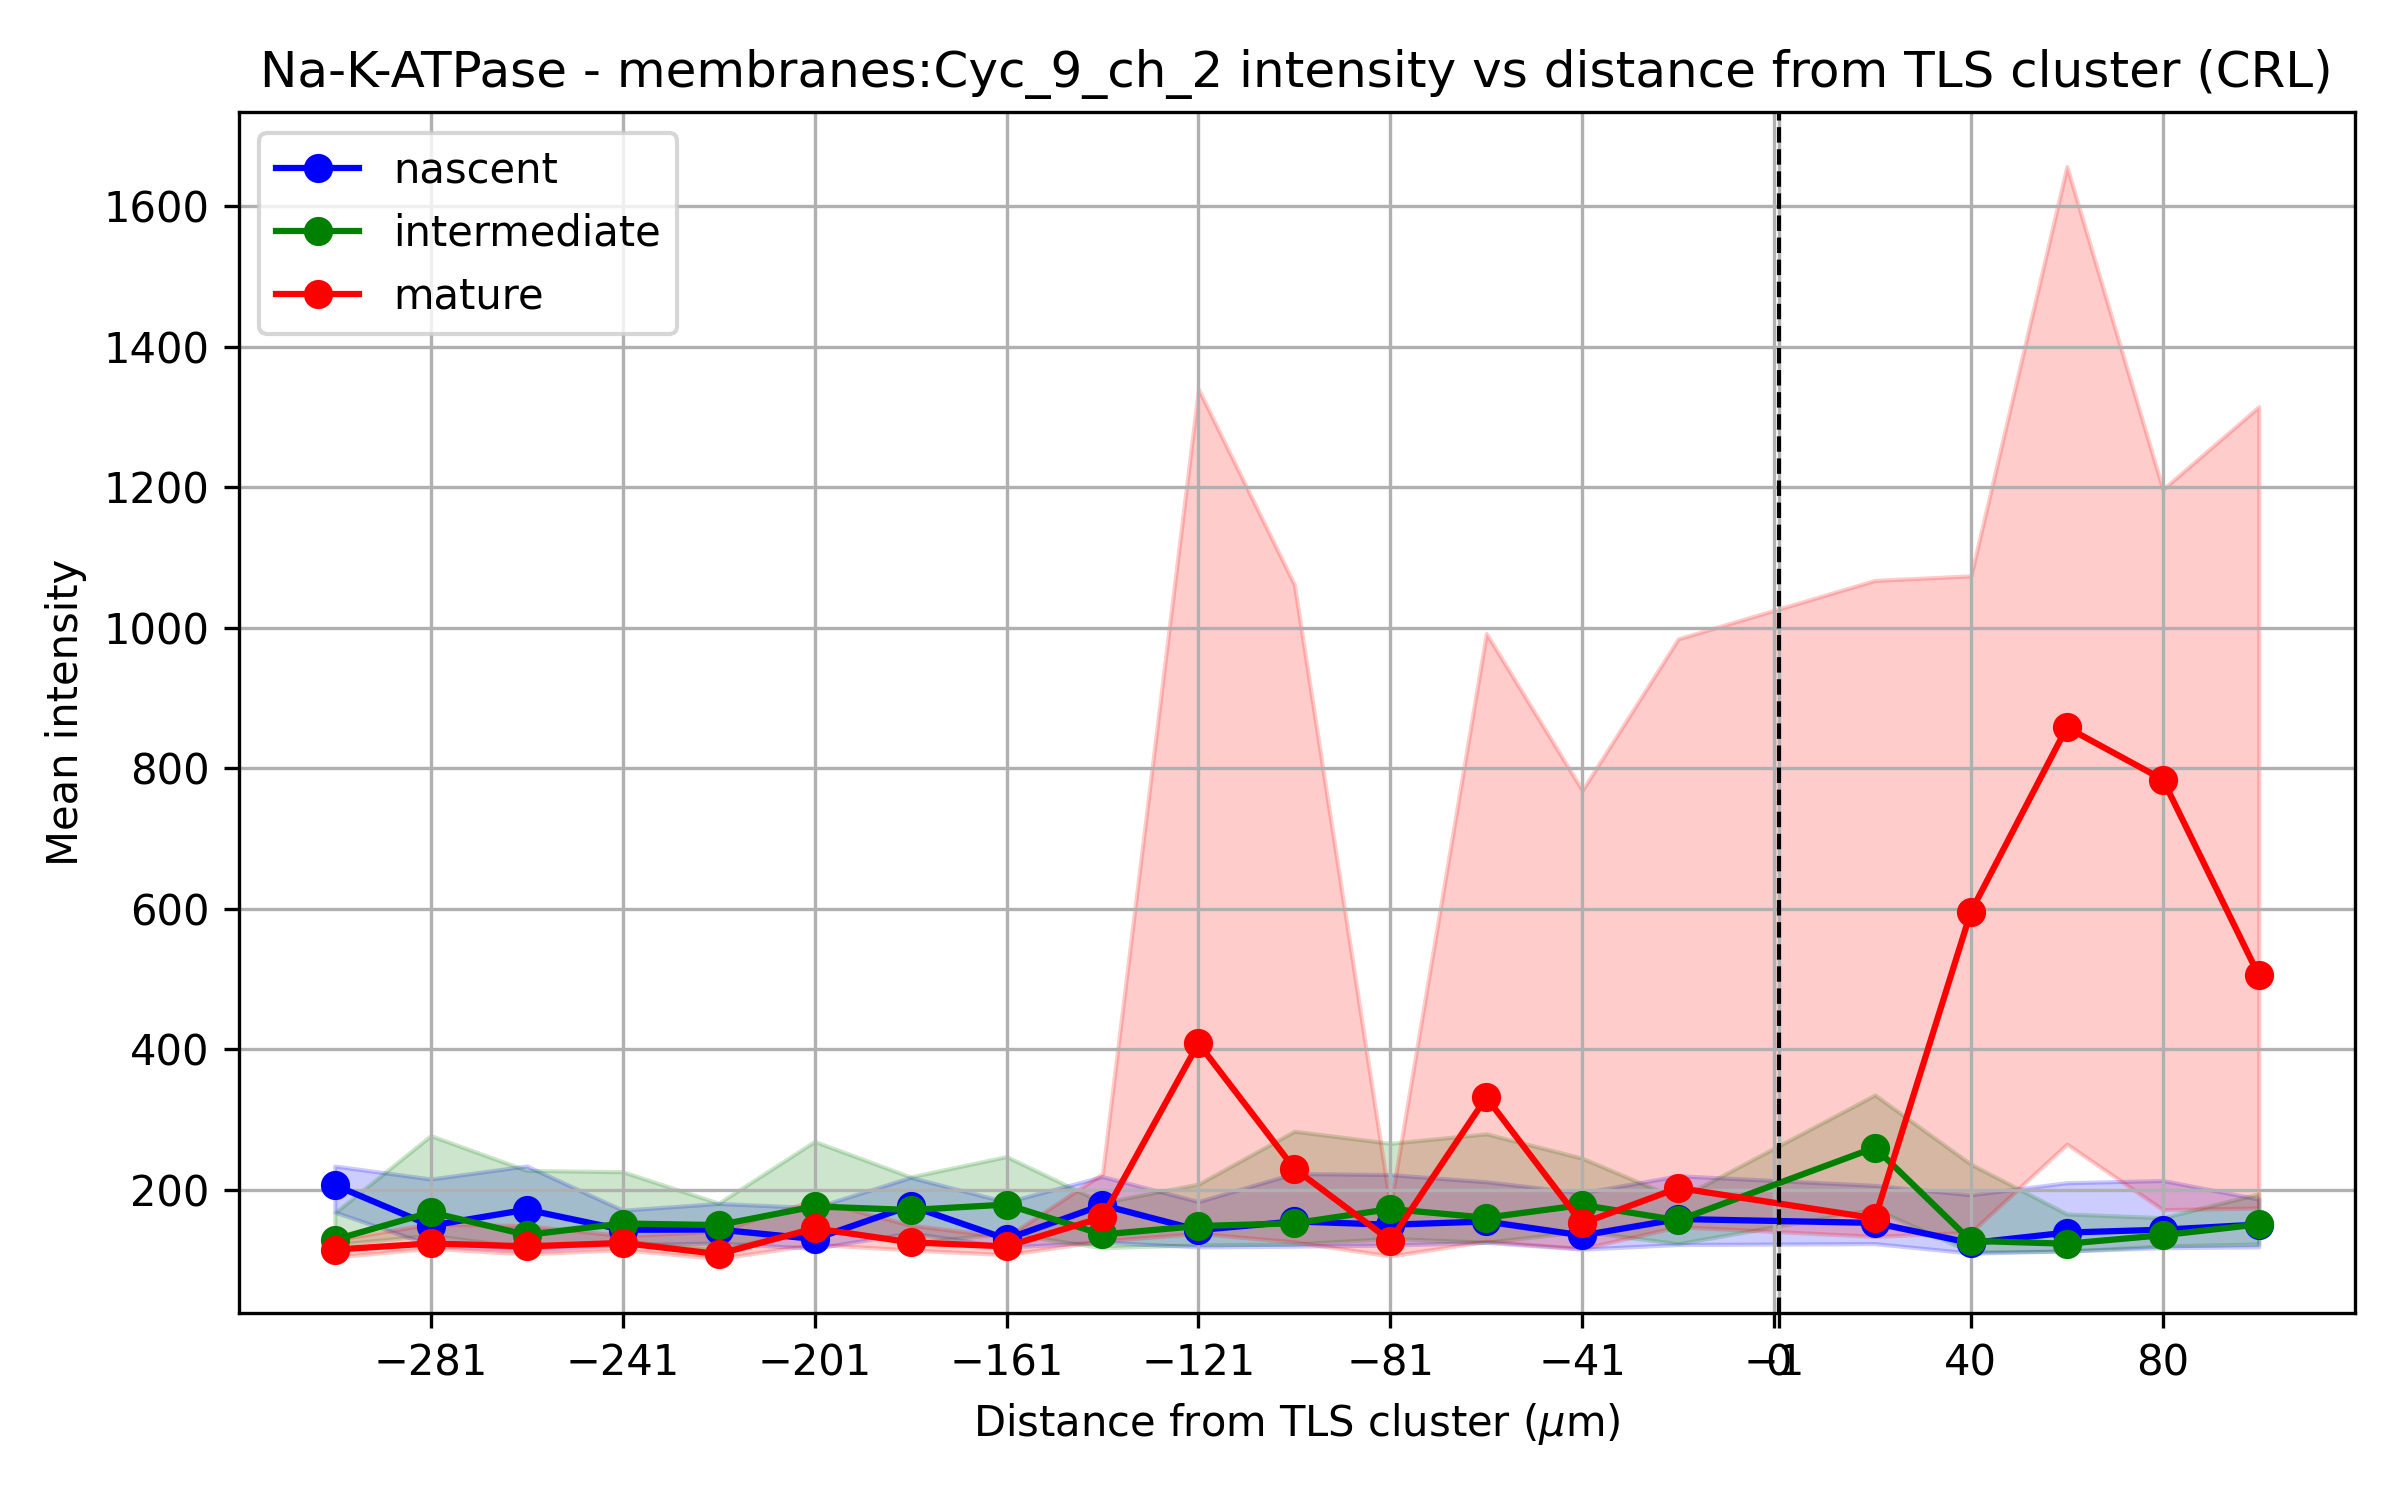 Na-K-ATPase - membranes:Cyc_9_ch_2 intensity vs distance from TLS cluster (CRL)
nascent
intermediate
mature
1600
1400
1200
1000
800
600
400
200
Mean intensity
−281 −241 −201 −161 −121 −81 −41 −1 0 40 80
Distance from TLS cluster (μm)